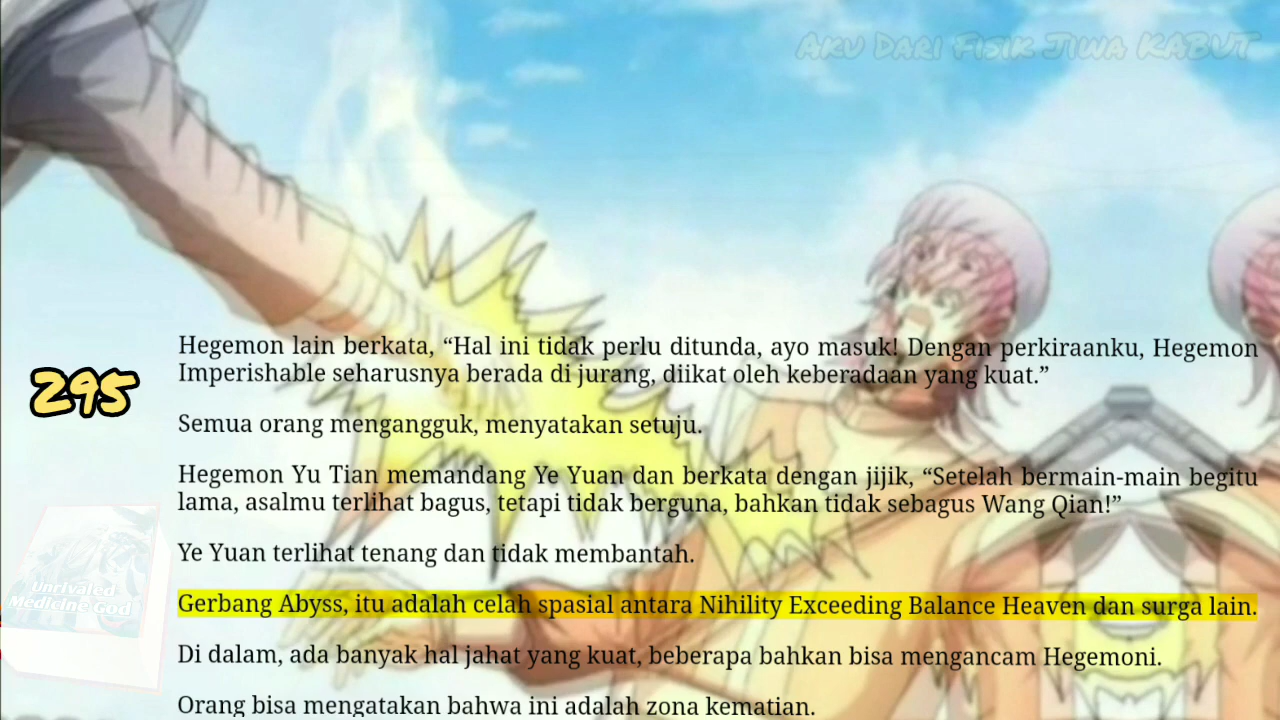 Aku Dari Fisik Jiwa KABUT
Hegemon lain berkata, “Hal ini tidak perlu ditunda, ayo masuk! Dengan perkiraanku, Hegemon
Imperishable seharusnya berada di jurang, diikat oleh keberadaan yang kuat.”
295
Semua orang mengangguk, menyatakan setuju.
Hegemon Yu Tian memandang Ye Yuan dan berkata dengan jijik, “Setelah bermain-main begitu
lama, asalmu terlihat bagus, tetapi tidak berguna, bahkan tidak sebagus Wang Qian!”
Ye Yuan terlihat tenang dan tidak membantah.
Unrivaled
Medicine God
Gerbang Abyss, itu adalah celah spasial antara Nihility Exceeding Balance Heaven dan surga lain.
Di dalam, ada banyak hal jahat yang kuat, beberapa bahkan bisa mengancam Hegemoni.
Orang bisa mengatakan bahwa ini adalah zona kematian.